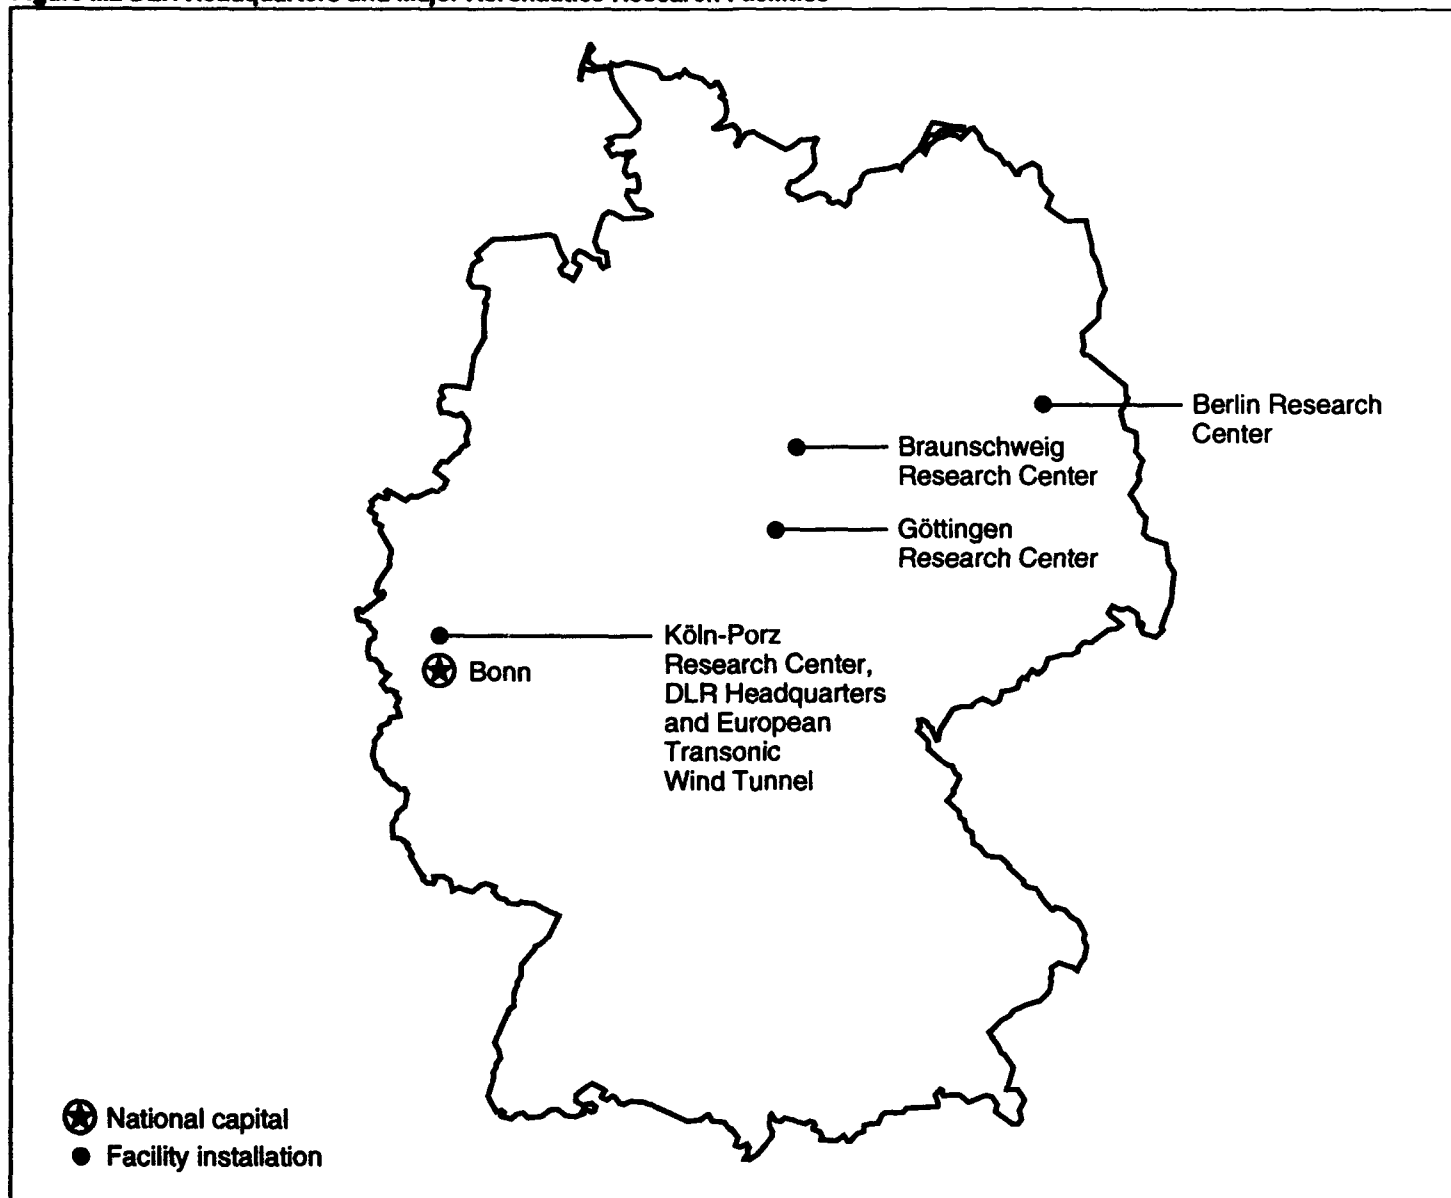 Berlin Research
Center
Braunschweig
Research Center
Göttingen
Research Center
Köln-Porz
Research Center,
DLR Headquarters
and European
Transonic
Wind Tunnel
Bonn
National capital
Facility installation